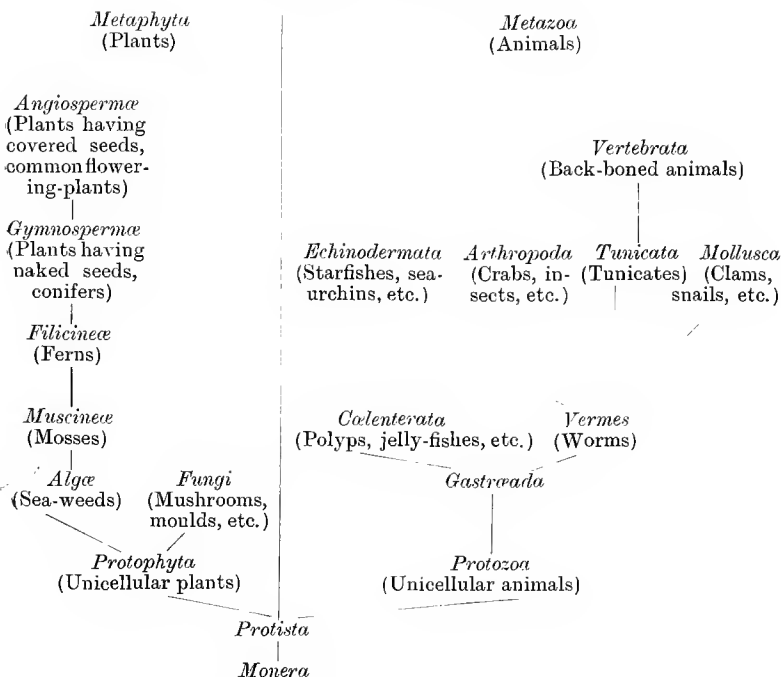 Metaphyta
(Plants)
Metazoa
(Animals)
Angiospermæ
(Plants having
covered seeds,
common flower-
ing-plants)
Gymnospermæ
(Plants having
naked seeds,
conifers)
Filicineæ
(Ferns)
Muscineæ
(Mosses)
Algæ
(Sea-weeds)
Fungi
(Mushrooms,
moulds, etc.)
Protophyta
(Unicellular plants)
Vertebrata
(Back-boned animals)
Echinodermata
(Starfishes, sea-
urchins, etc.)
Arthropoda
(Crabs, in-
sects, etc.)
Tunicata
(Tunicates)
Mollusca
(Clams,
snails, etc.)
Cœlenterata
(Polyps, jelly-fishes, etc.)
Vermes
(Worms)
Gastræada
Protozoa
(Unicellular animals)
Protista
Monera